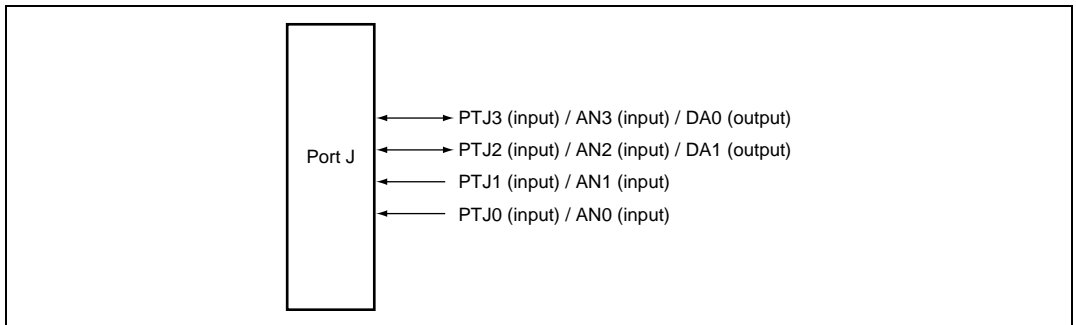 Port J
PTJ3 (input) / AN3 (input) / DA0 (output)
PTJ2 (input) / AN2 (input) / DA1 (output)
PTJ1 (input) / AN1 (input)
PTJ0 (input) / AN0 (input)